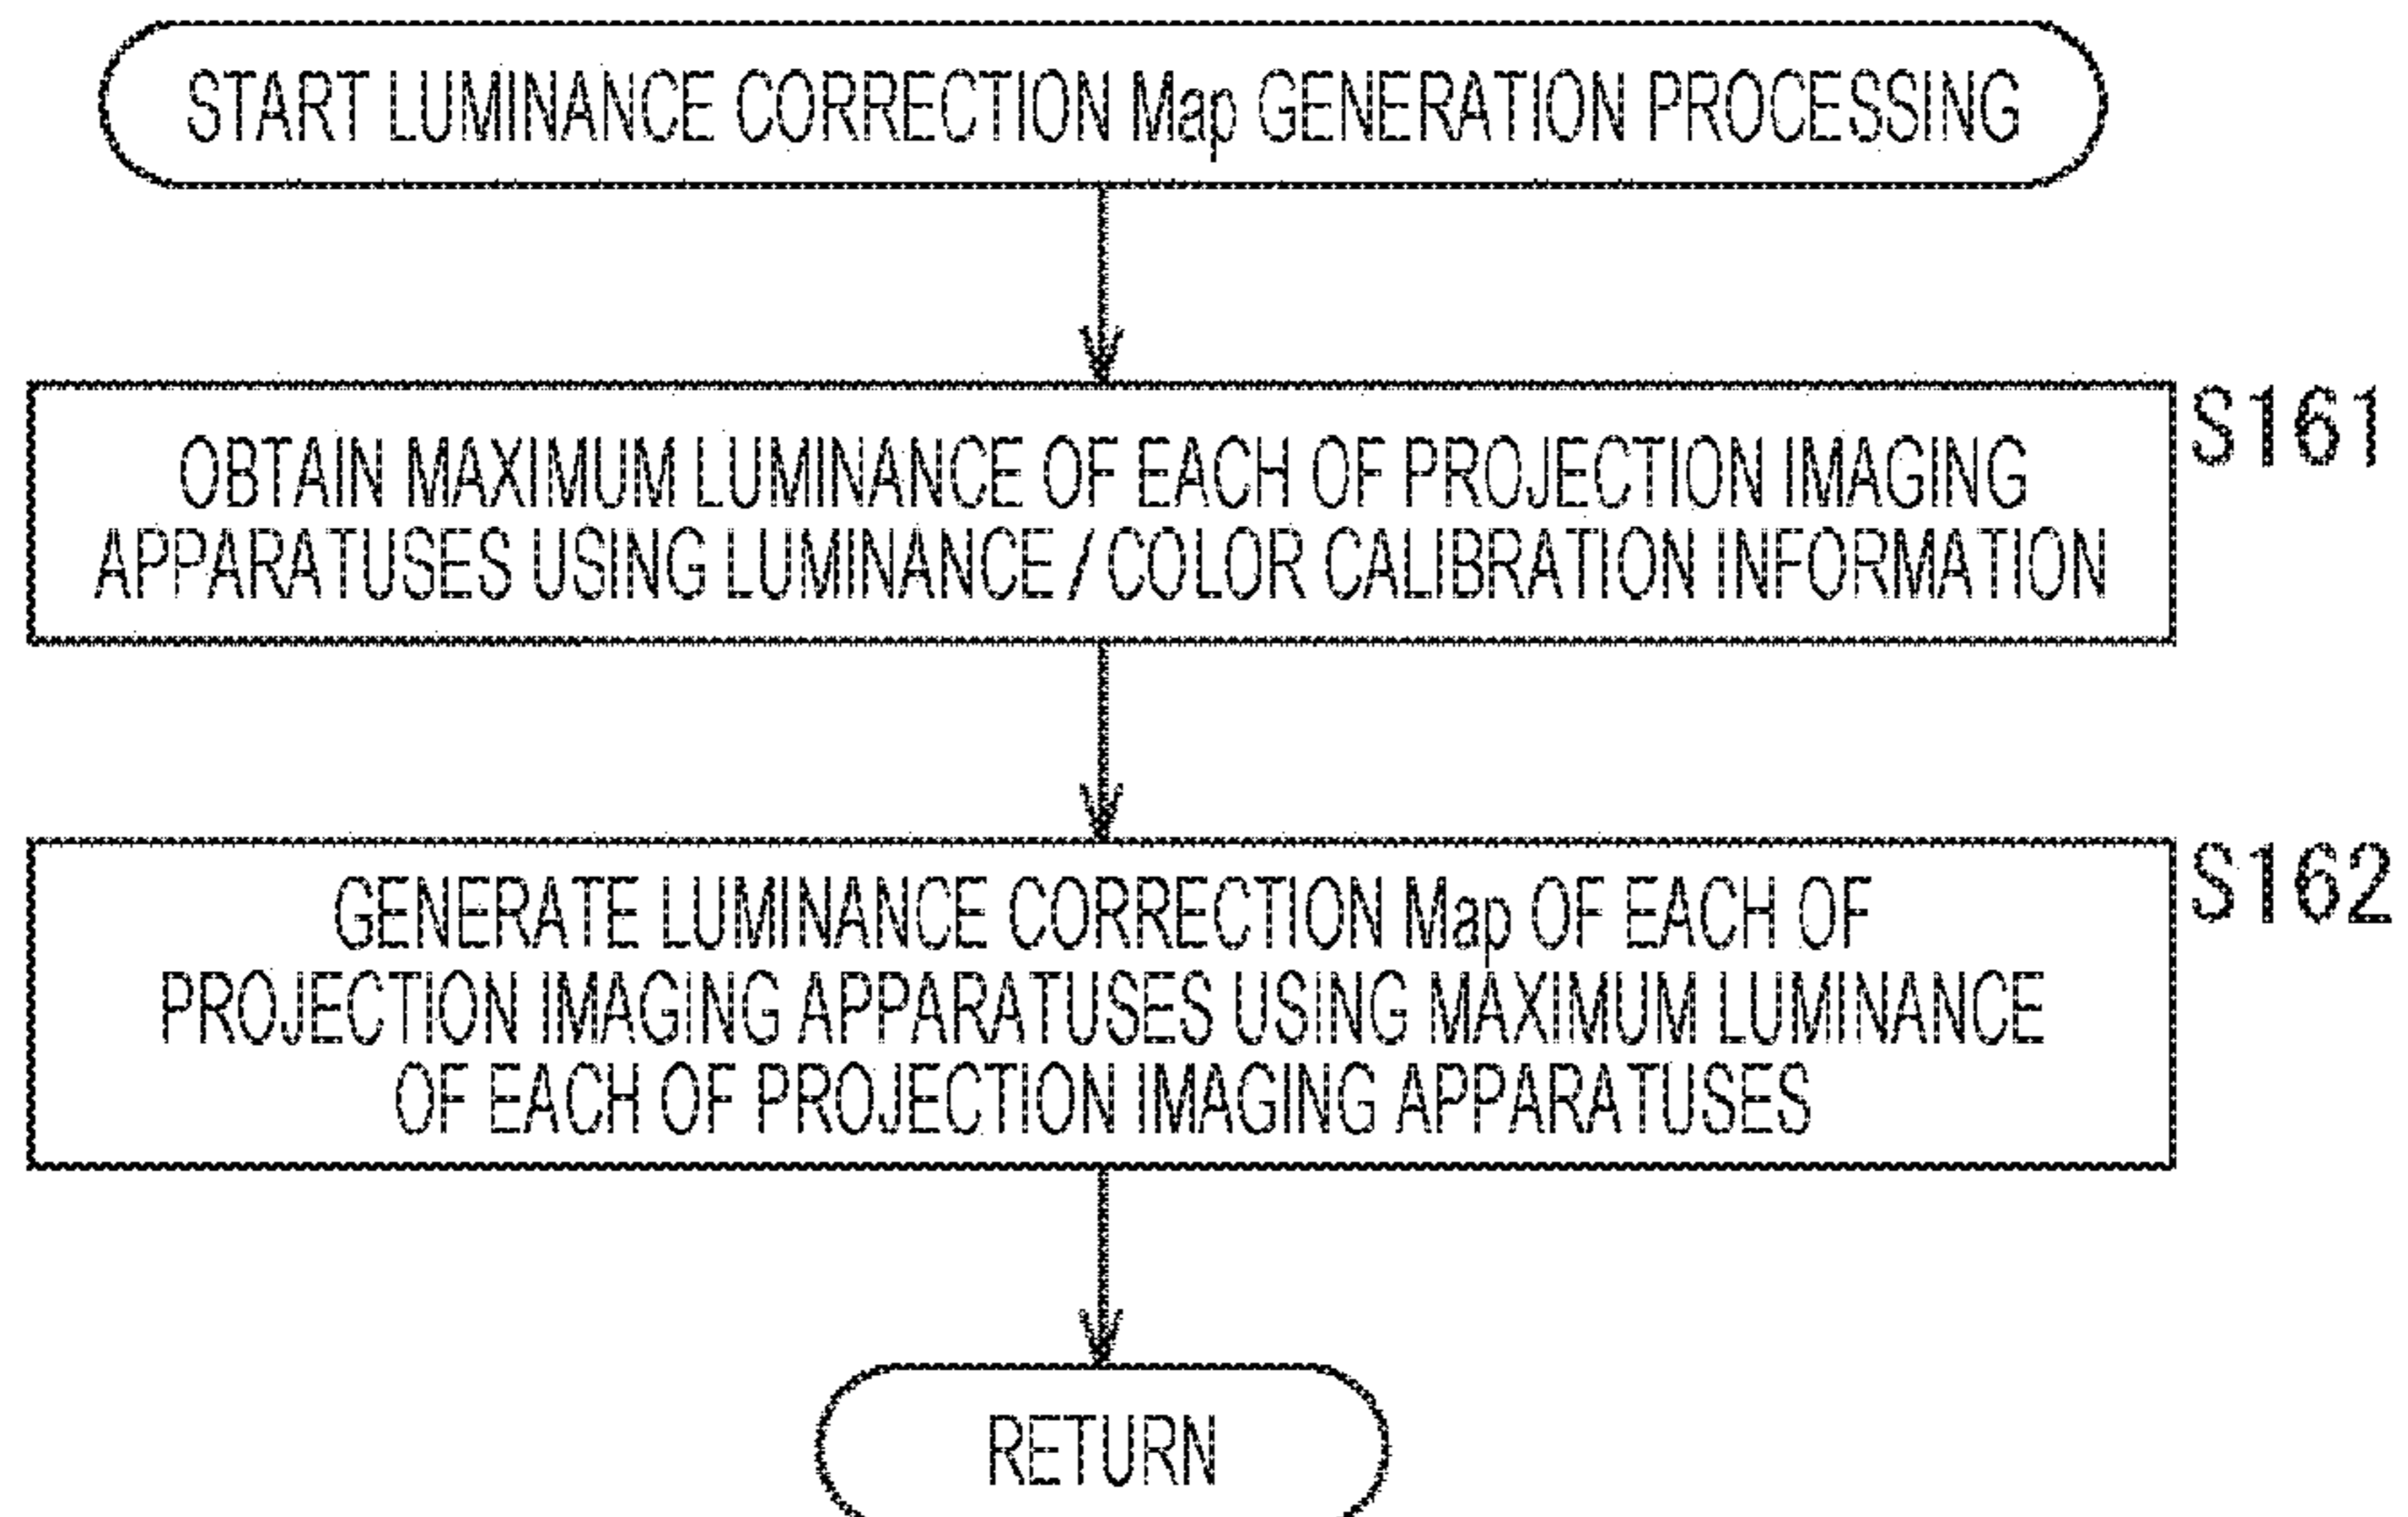 START LUMINANCE CORRECTION Map GENERATION PROCESSING
OBTAIN MAXIMUM LUMINANCE OF EACH OF PROJECTION IMAGING
APPARATUSES USING LUMINANCE / COLOR CALIBRATION INFORMATION
S161
GENERATE LUMINANCE CORRECTION Map OF EACH OF
PROJECTION IMAGING APPARATUSES USING MAXIMUM LUMINANCE
OF EACH OF PROJECTION IMAGING APPARATUSES
S162
RETURN